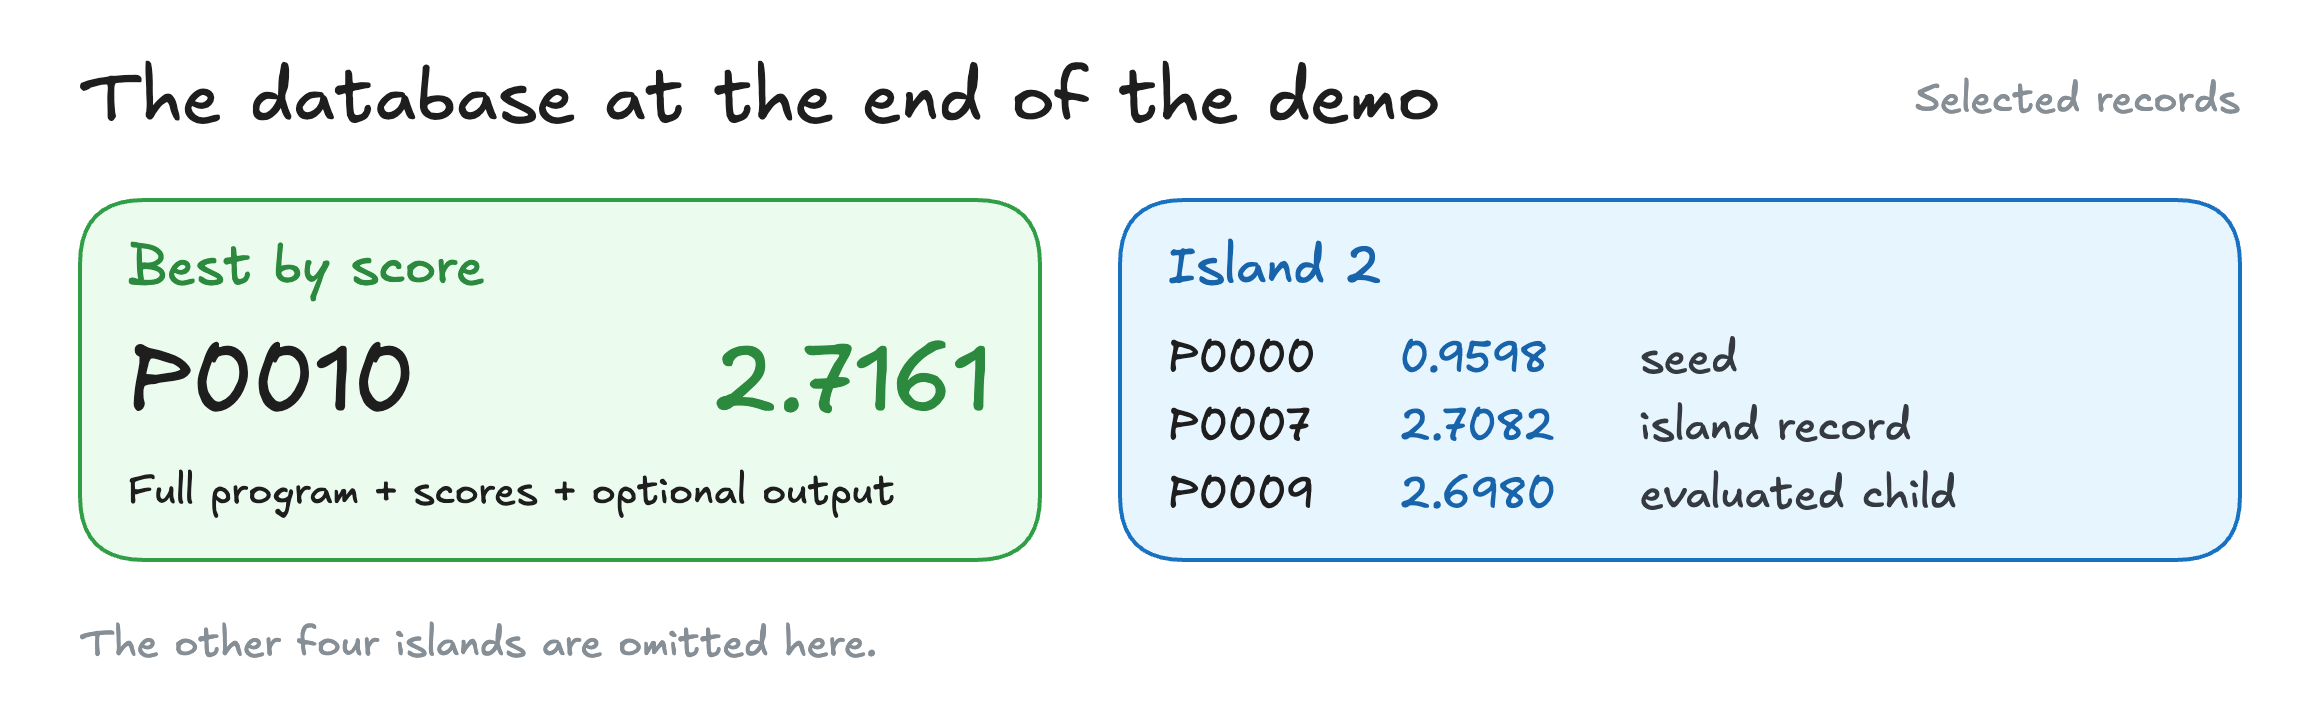 The database at the end of the demo
Selected records
Best by score
P0010 2.7161
Full program + scores + optional output
Island 2
P0000 0.9598 seed
P0007 2.7082 island record
P0009 2.6980 evaluated child
The other four islands are omitted here.